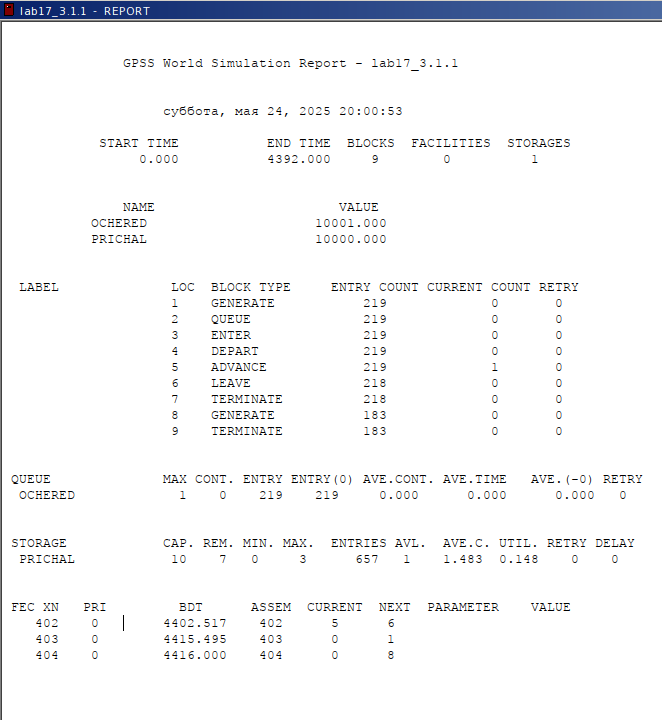 lab17_3.1.1 - REPORT
GPSS World Simulation Report - lab17_3.1.1
суббота, мая 24, 2025 20:00:53
START TIME END TIME BLOCKS FACILITIES STORAGES
0.000 4392.000 9 0 1
NAME VALUE
OCHERED 10001.000
PRICHAL 10000.000
LABEL LOC BLOCK TYPE ENTRY COUNT CURRENT COUNT RETRY
1 GENERATE 219 0 0
2 QUEUE 219 0 0
3 ENTER 219 0 0
4 DEPART 219 0 0
5 ADVANCE 219 1 0
6 LEAVE 218 0 0
7 TERMINATE 218 0 0
8 GENERATE 183 0 0
9 TERMINATE 183 0 0
QUEUE MAX CONT. ENTRY ENTRY(0) AVE.CONT. AVE.TIME AVE.(-0) RETRY
OCHERED 1 0 219 219 0.000 0.000 0.000 0
STORAGE CAP. REM. MIN. MAX. ENTRIES AVL. AVE.C. UTIL. RETRY DELAY
PRICHAL 10 7 0 3 657 1 1.483 0.148 0 0
FEC XN PRI BDT ASSEM CURRENT NEXT PARAMETER VALUE
402 0 4402.517 402 5 6
403 0 4415.495 403 0 1
404 0 4416.000 404 0 8